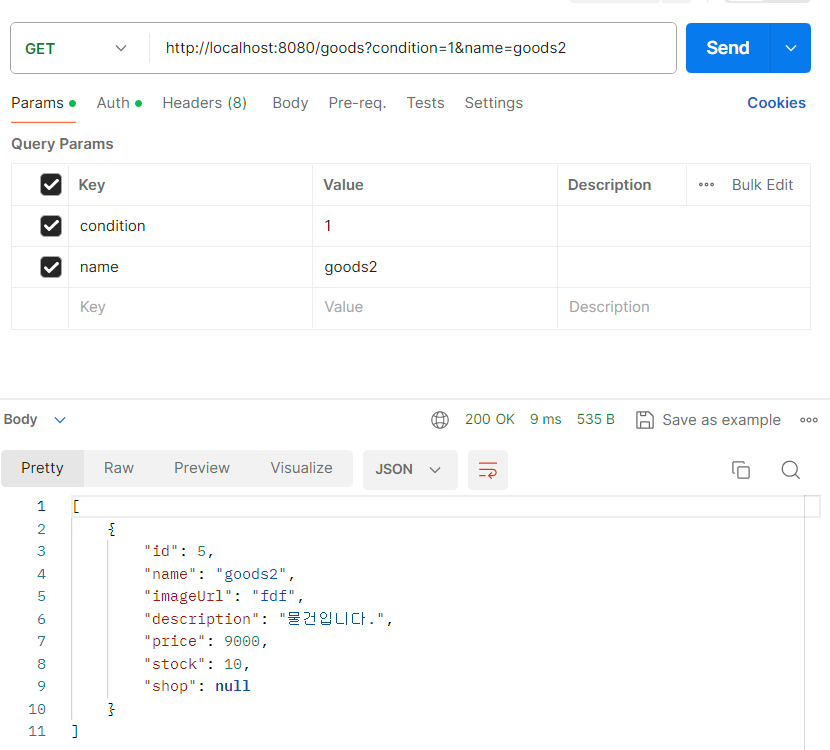 GET http://localhost:8080/goods?condition=1&name=goods2 Send
Params Auth Headers (8) Body Pre-req. Tests Settings Cookies
Query Params
Key Value Description Bulk Edit
condition 1
name goods2
Key Value Description
Body 200 OK 9 ms 535 B Save as example
Pretty Raw Preview Visualize JSON
1 [
2 {
3 "id": 5,
4 "name": "goods2",
5 "imageUrl": "fdf",
6 "description": "물건입니다.",
7 "price": 9000,
8 "stock": 10,
9 "shop": null
10 }
11 ]